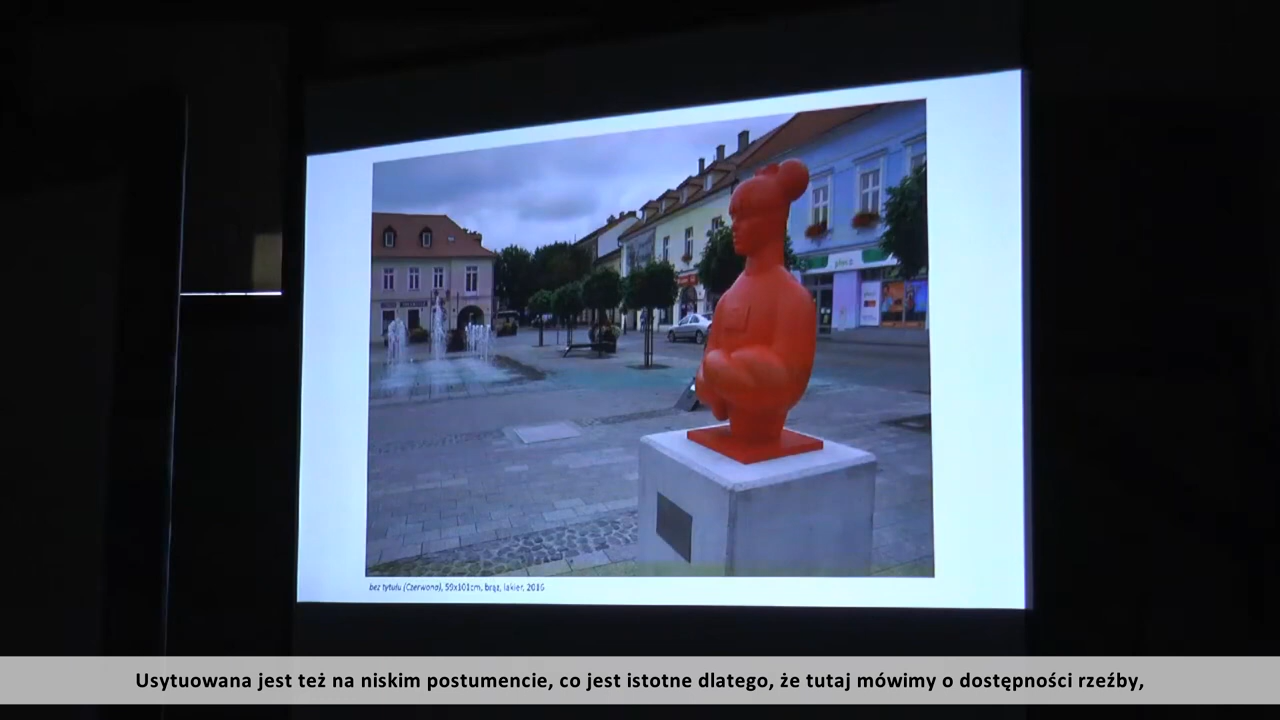 bez tytułu (Czerwona), 59x101cm, brąz, lakier, 2016
Usytuowana jest też na niskim postumencie, co jest istotne dlatego, że tutaj mówimy o dostępności rzeźby,